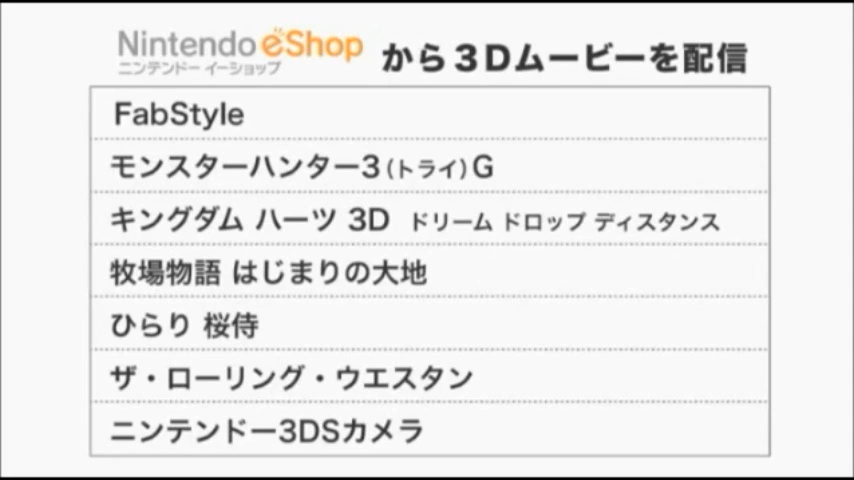 Nintendo eShop から3Dムービーを配信
ニンテンドー イーショップ
FabStyle
モンスターハンター3(トライ)G
キングダム ハーツ 3D ドリーム ドロップ ディスタンス
牧場物語 はじまりの大地
ひらり 桜侍
ザ・ローリング・ウエスタン
ニンテンドー3DSカメラ